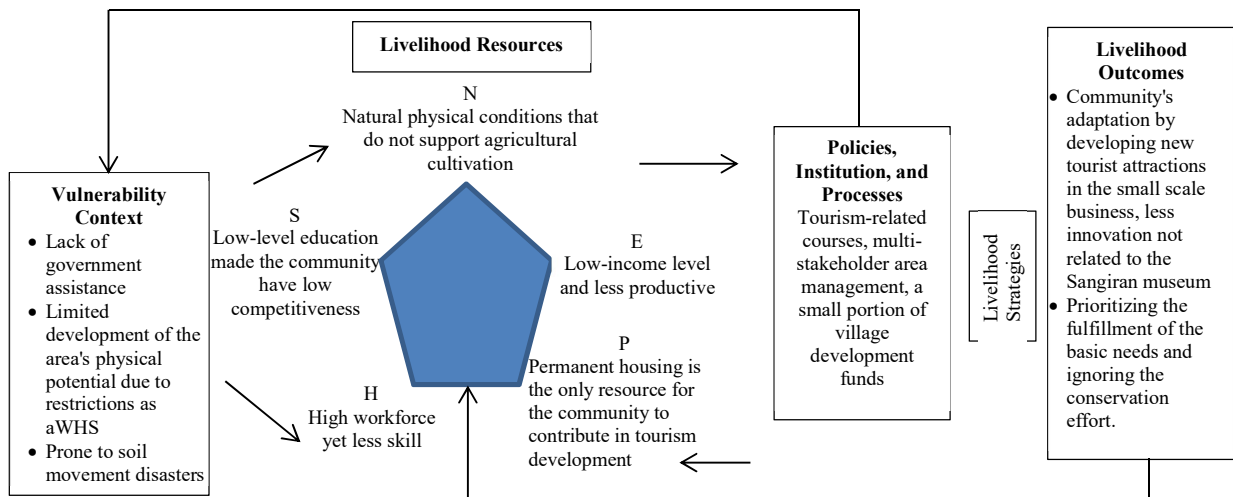 Livelihood Resources
Vulnerability
Context
• Lack of
government
assistance
• Limited
development of the
area's physical
potential due to
restrictions as
aWHS
• Prone to soil
movement disasters
N
Natural physical conditions that
do not support agricultural
cultivation
S
Low-level education
made the community
have low
competitiveness
E
Low-income level
and less productive
H
High workforce
yet less skill
P
Permanent housing is
the only resource for
the community to
contribute in tourism
development
Policies,
Institution, and
Processes
Tourism-related
courses, multi-
stakeholder area
management, a
small portion of
village
development
funds
Livelihood
Strategies
Livelihood
Outcomes
• Community's
adaptation by
developing new
tourist attractions
in the small scale
business, less
innovation not
related to the
Sangiran museum
• Prioritizing the
fulfillment of the
basic needs and
ignoring the
conservation
effort.